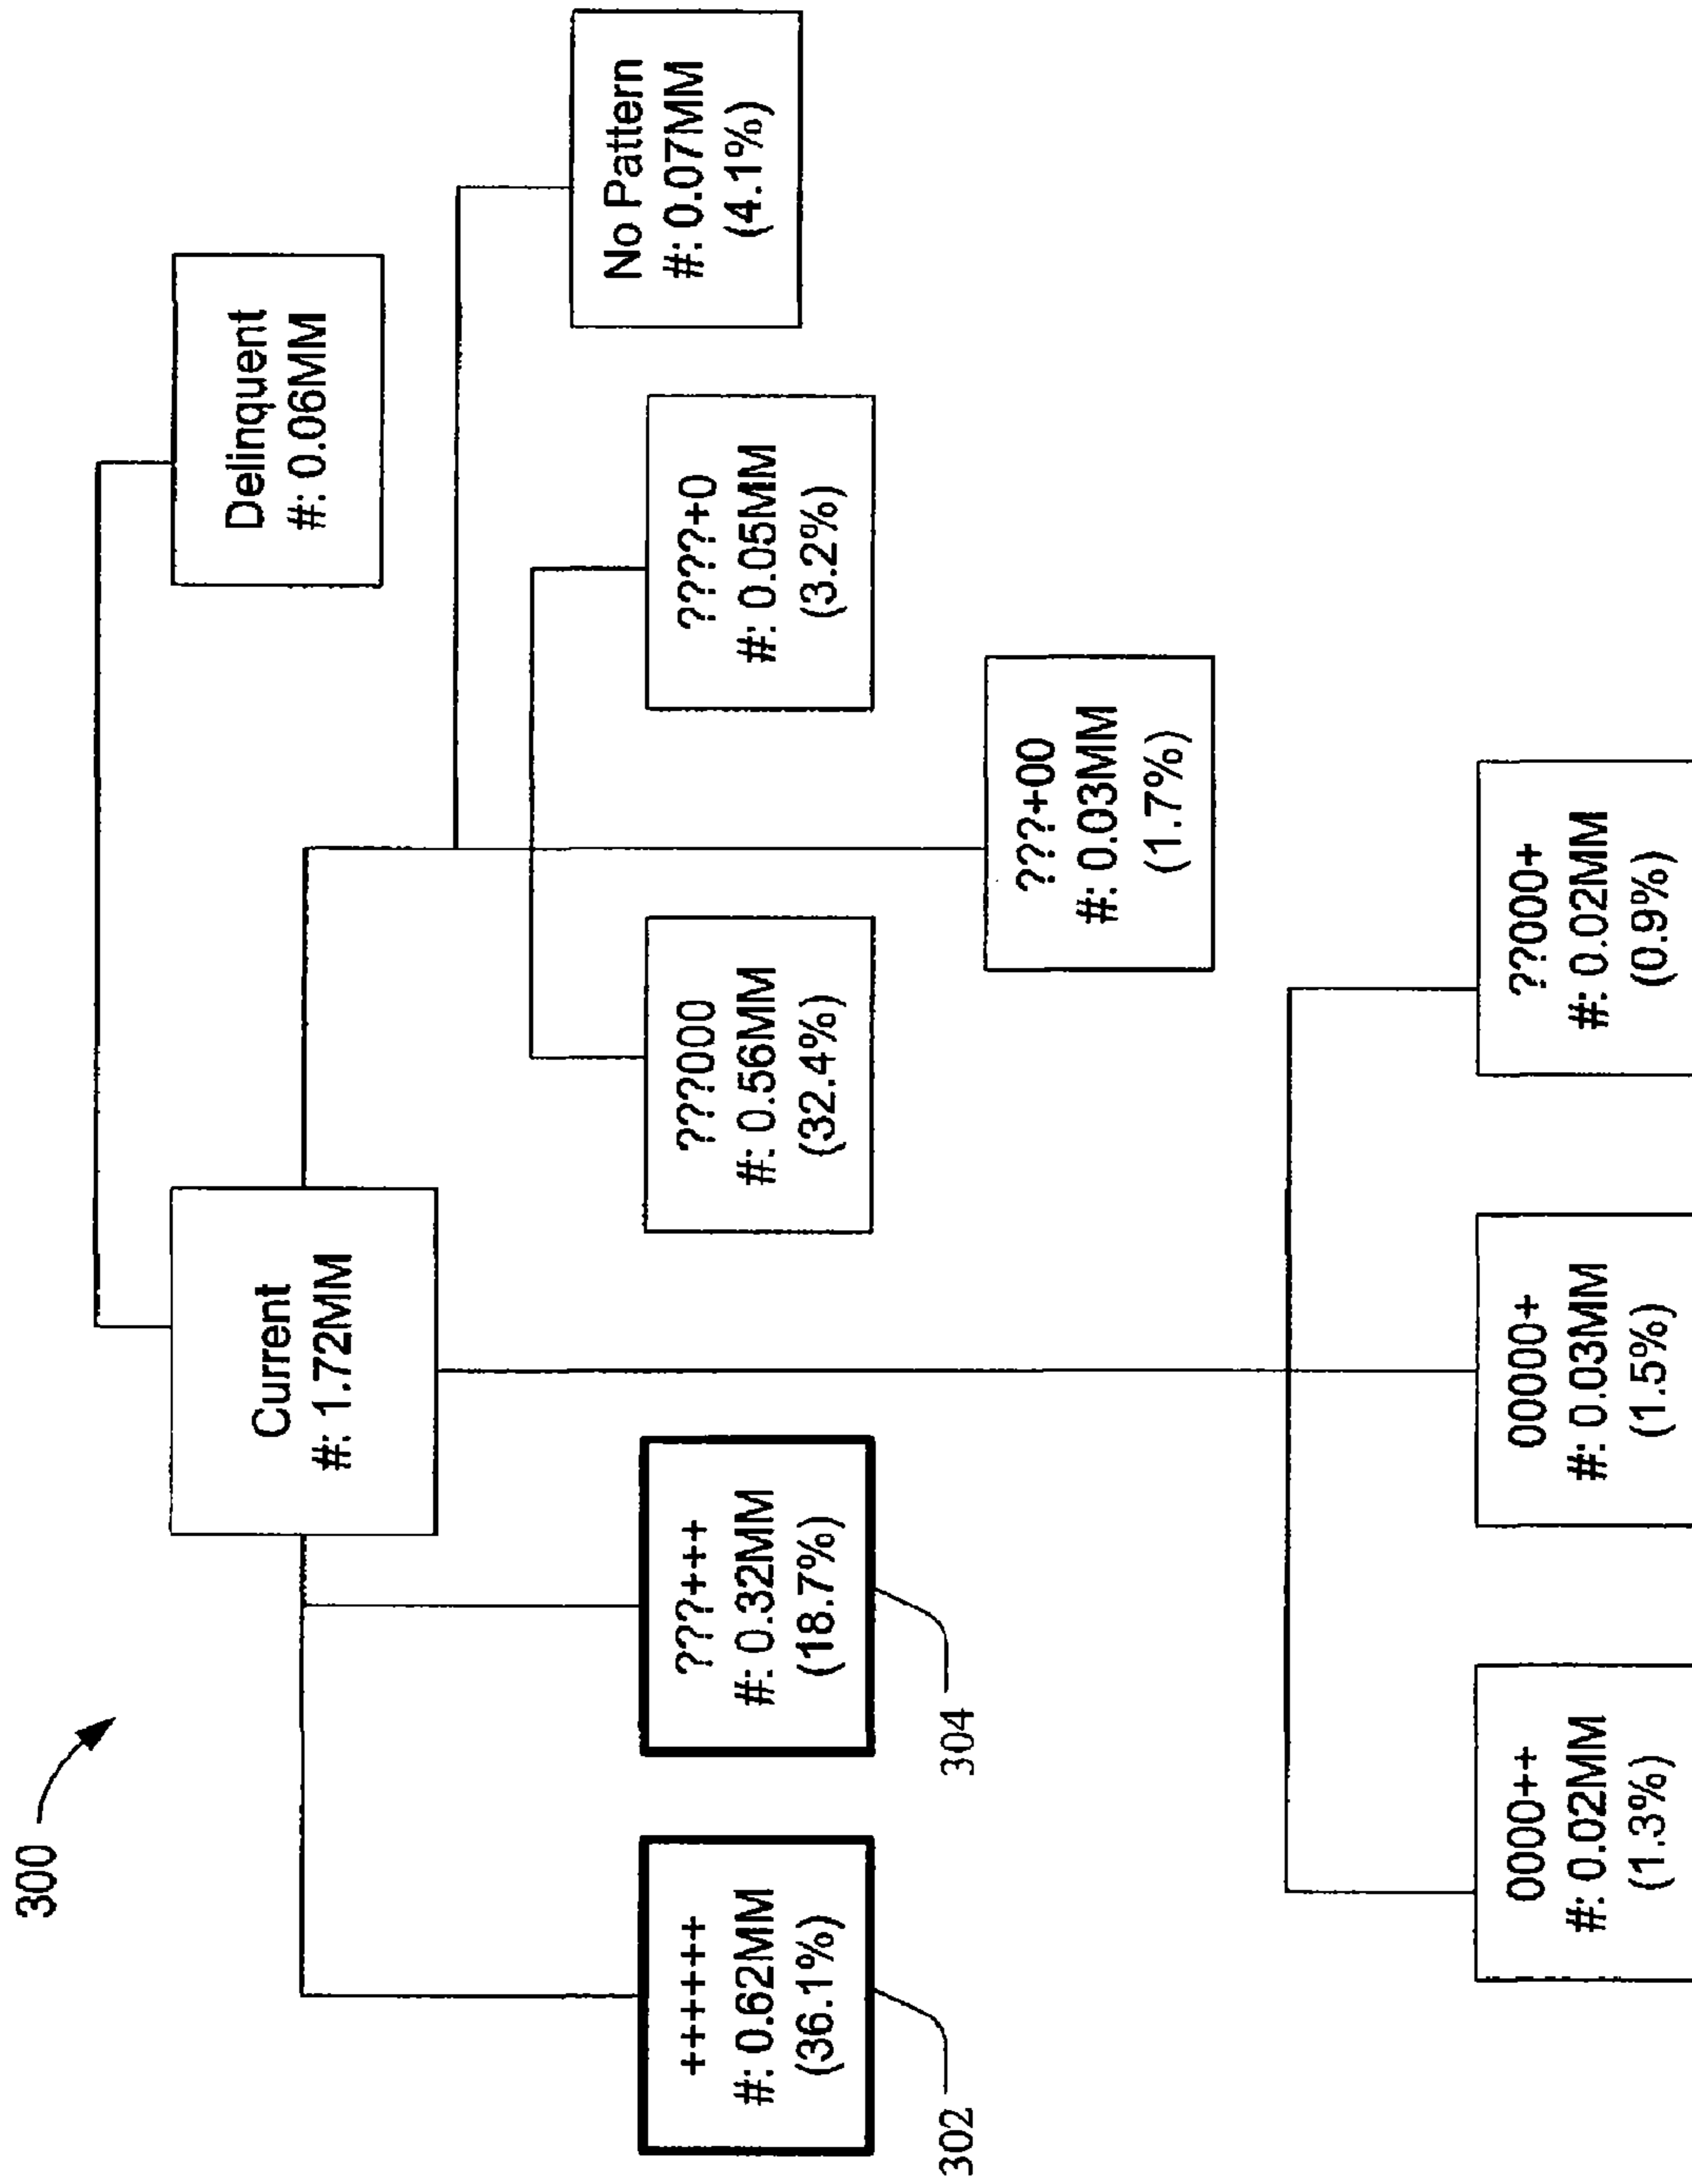 300
Current
#: 1.72MM
Delinquent
#: 0.06MM
++++++
#: 0.62MM
(36.1%)
302
???+++
#: 0.32MM
(18.7%)
304
???000
#: 0.56MM
(32.4%)
????+0
#: 0.05MM
(3.2%)
No Pattern
#: 0.07MM
(4.1%)
???+00
#: 0.03MM
(1.7%)
0000++
#: 0.02MM
(1.3%)
00000+
#: 0.03MM
(1.5%)
??000+
#: 0.02MM
(0.9%)